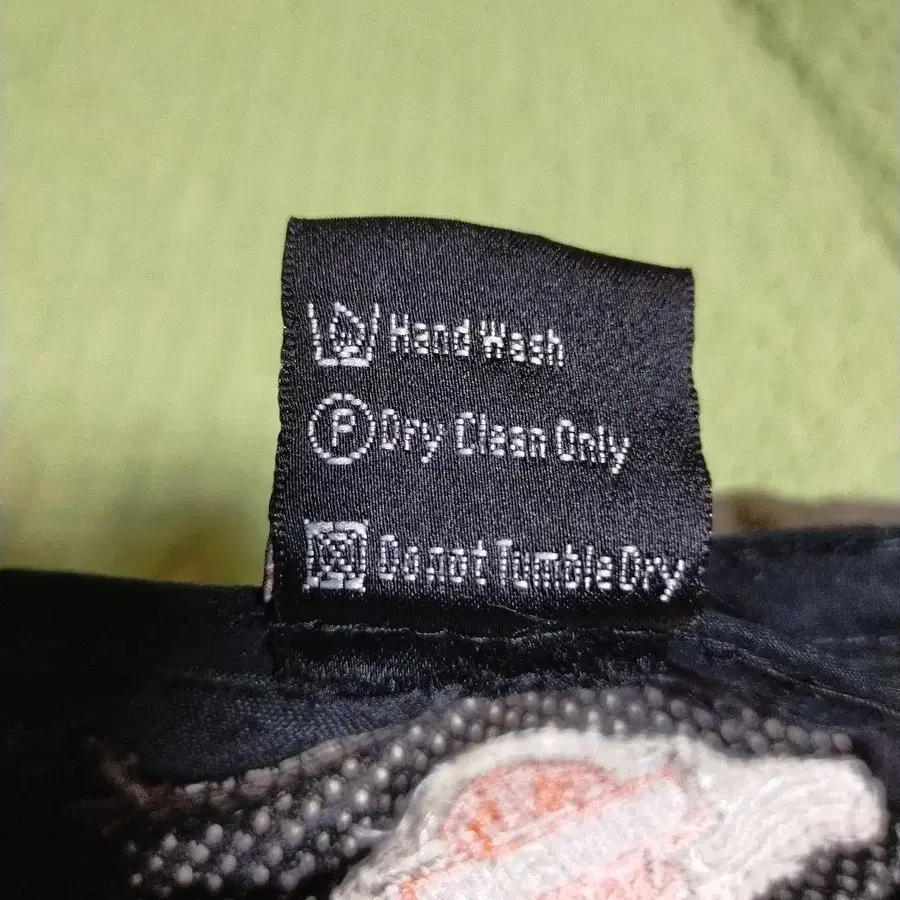 Hand Wash
P Dry Clean Only
Do not Tumble Dry